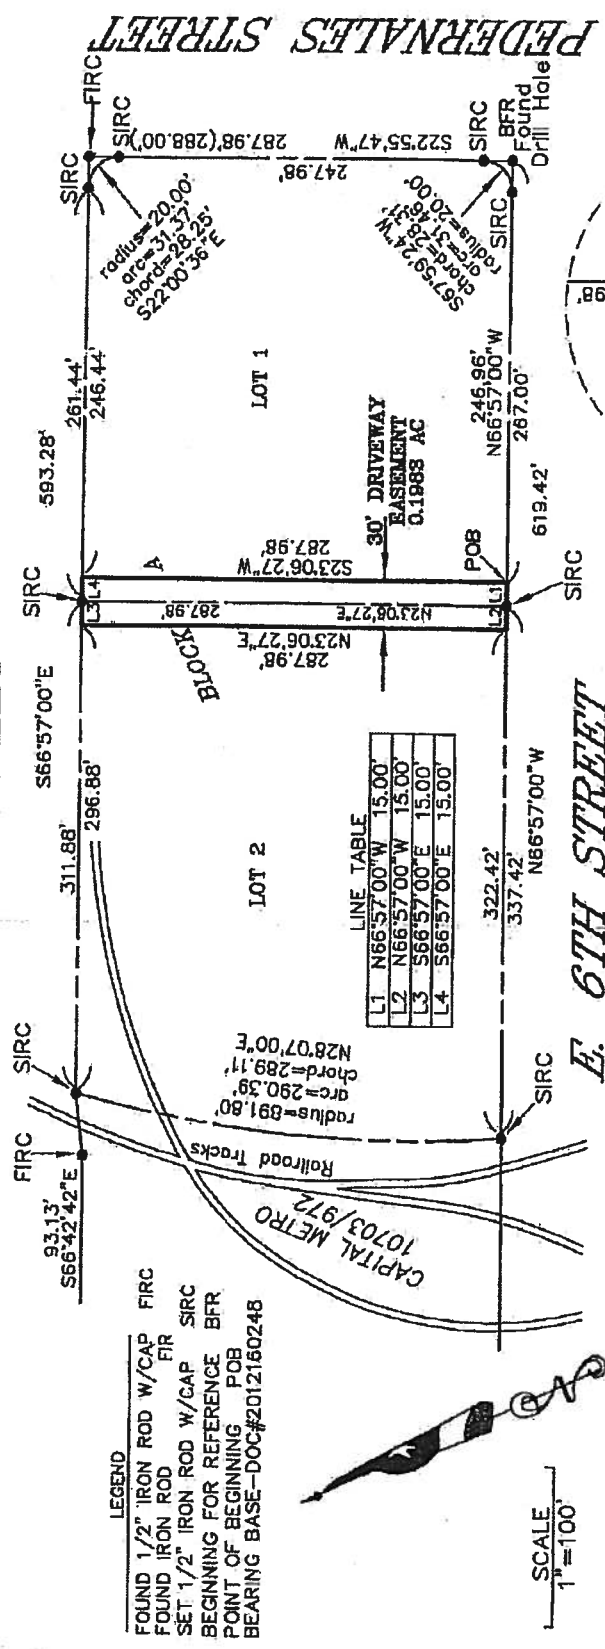 PEDERNALES STREET
FIRC
SIRC
SIRC
287.98'(288.00')
247.98'
S22°55'47"W
SIRC
BFR
Found
Drill Hole
SIRC
radius=20.00'
arc=31.37'
chord=28.25'
S22°00'36"E
S67°59'24"W
chord=28.31'
arc=31.46'
radius=20.00'
98'
261.44'
246.44'
LOT 1
246.96'
N66°57'00"W
267.00'
593.28'
30' DRIVEWAY
EASEMENT
0.1983 AC
619.42'
SIRC
L4
L3
A
S23°06'27"W
287.98'
287.98'
N23°06'27"E
N23°06'27"E
287.98'
POB
L1
L2
SIRC
BLOCK
S66°57'00"E
311.88'
296.88'
LOT 2
LINE TABLE
L1 N66°57'00"W 15.00'
L2 N66°57'00"W 15.00'
L3 S66°57'00"E 15.00'
L4 S66°57'00"E 15.00'
322.42'
337.42'
N66°57'00"W
E. 6TH STREET
SIRC
FIRC
N28°07'00"E
chord=289.11'
arc=290.39'
radius=891.80'
SIRC
Railroad Tracks
93.13'
S66°42'42"E
CAPITAL METRO
10703/972
LEGEND
FOUND 1/2" IRON ROD W/CAP FIRC
FOUND IRON ROD FIR
SET 1/2" IRON ROD W/CAP SIRC
BEGINNING FOR REFERENCE BFR
POINT OF BEGINNING POB
BEARING BASE-DOC#2012160248
N
SCALE
1"=100'